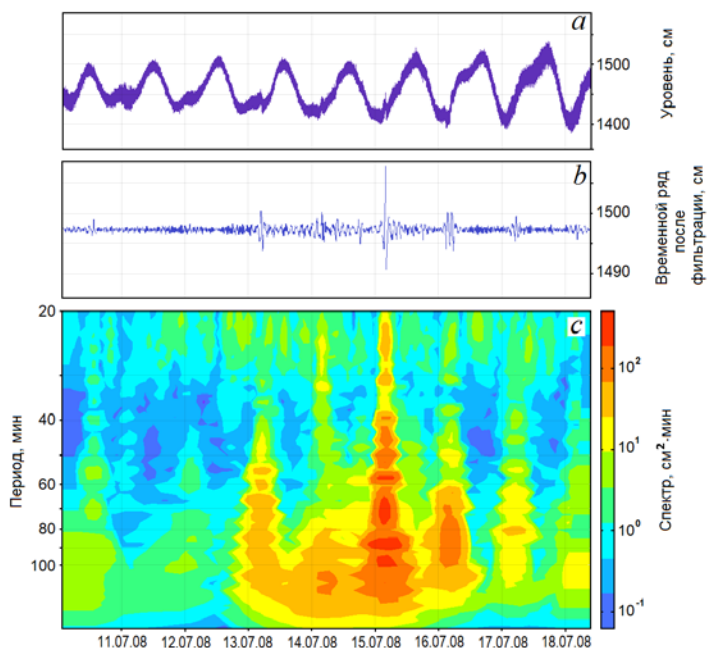 a
1500
1400
Уровень, см
b
1500
1490
Временной ряд
после
фильтрации, см
c
20
40
60
80
100
Период, мин
10²
10¹
10⁰
10⁻¹
Спектр, см²·мин
11.07.08 12.07.08 13.07.08 14.07.08 15.07.08 16.07.08 17.07.08 18.07.08